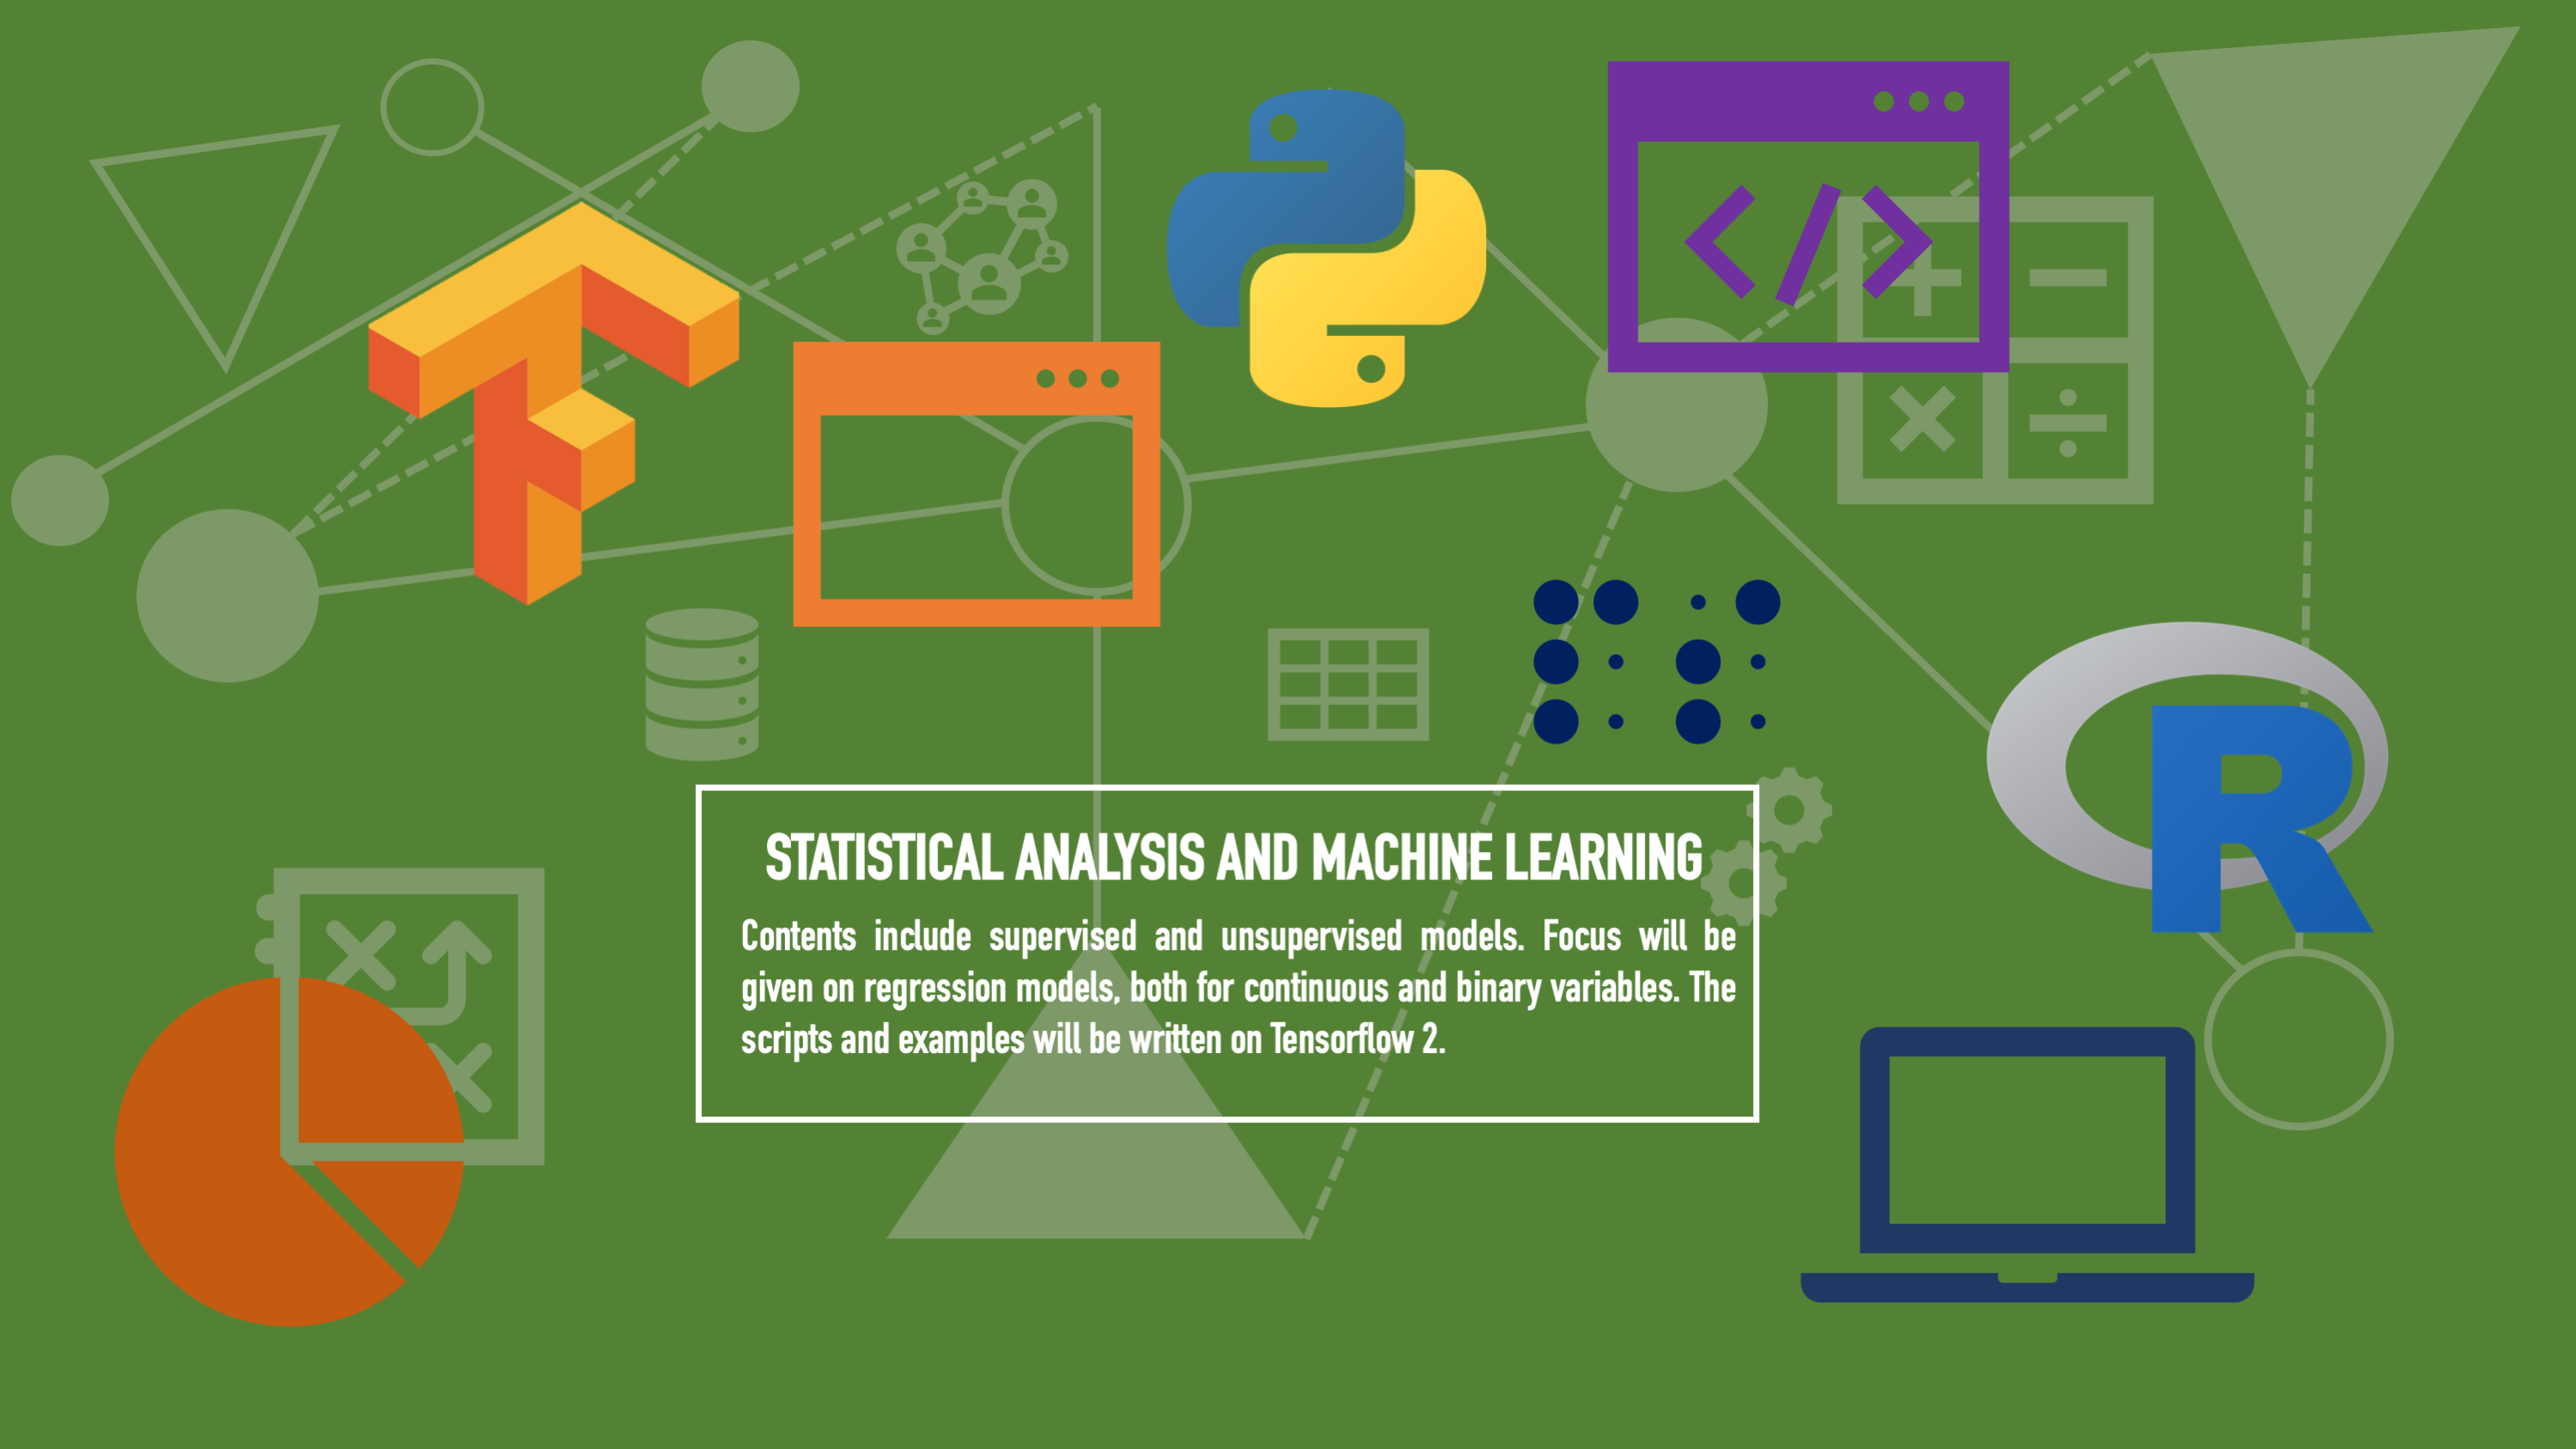 </>
STATISTICAL ANALYSIS AND MACHINE LEARNING
Contents include supervised and unsupervised models. Focus will be
given on regression models, both for continuous and binary variables. The
scripts and examples will be written on Tensorflow 2.
R